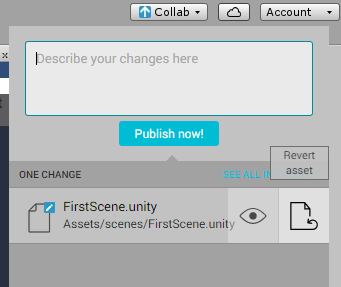 Collab
Account
x
Describe your changes here
Publish now!
Revert
asset
ONE CHANGE
SEE ALL IN
FirstScene.unity
Assets/scenes/FirstScene.unity